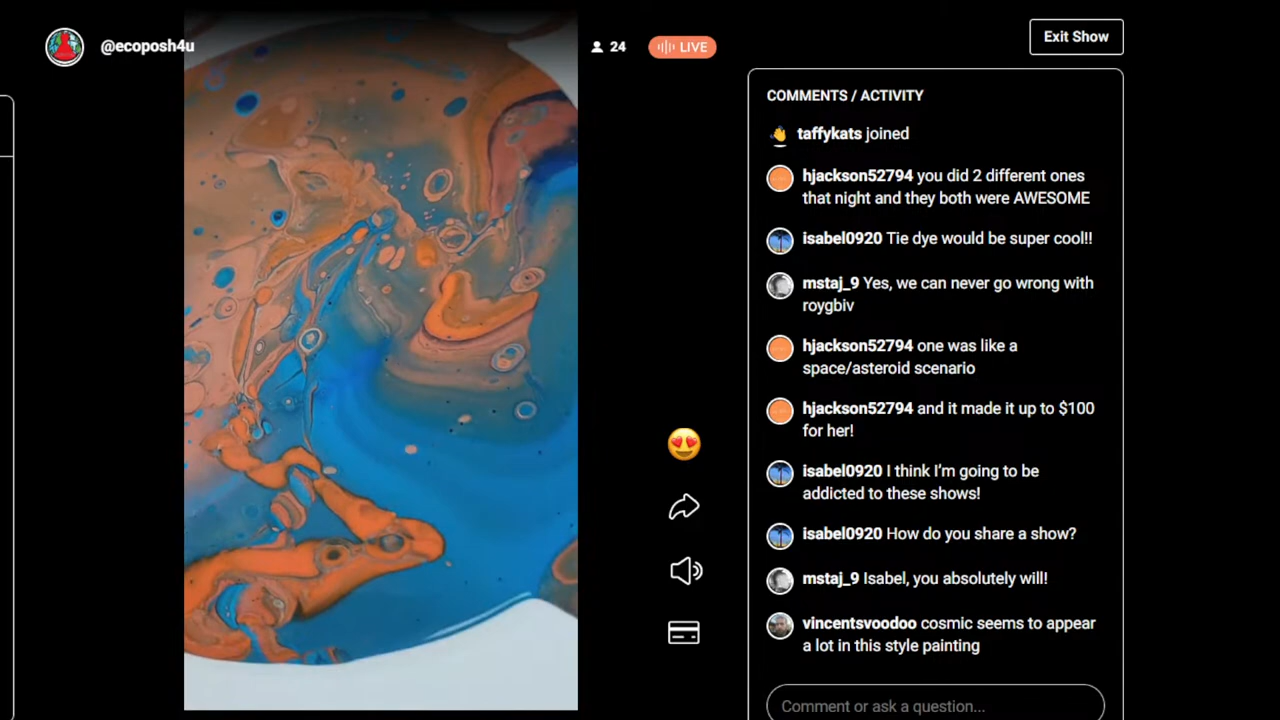 @ecoposh4u
24
LIVE
Exit Show
COMMENTS / ACTIVITY
taffykats joined
hjackson52794 you did 2 different ones
that night and they both were AWESOME
isabel0920 Tie dye would be super cool!!
mstaj_9 Yes, we can never go wrong with
roygbiv
hjackson52794 one was like a
space/asteroid scenario
hjackson52794 and it made it up to $100
for her!
isabel0920 I think I'm going to be
addicted to these shows!
isabel0920 How do you share a show?
mstaj_9 Isabel, you absolutely will!
vincentsvoodoo cosmic seems to appear
a lot in this style painting
Comment or ask a question...